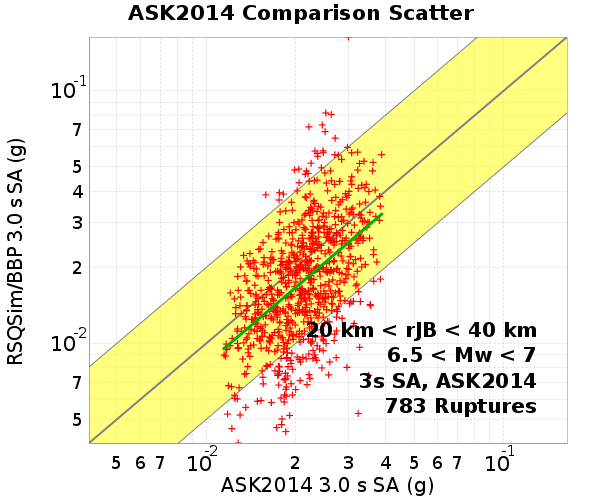 ASK2014 Comparison Scatter
RSQSim/BBP 3.0 s SA (g)
10-1
7
5
4
3
2
10-2
7
5
20 km < rJB < 40 km
6.5 < Mw < 7
3s SA, ASK2014
783 Ruptures
5 6 7 10-2 2 3 4 5 6 7 10-1
ASK2014 3.0 s SA (g)